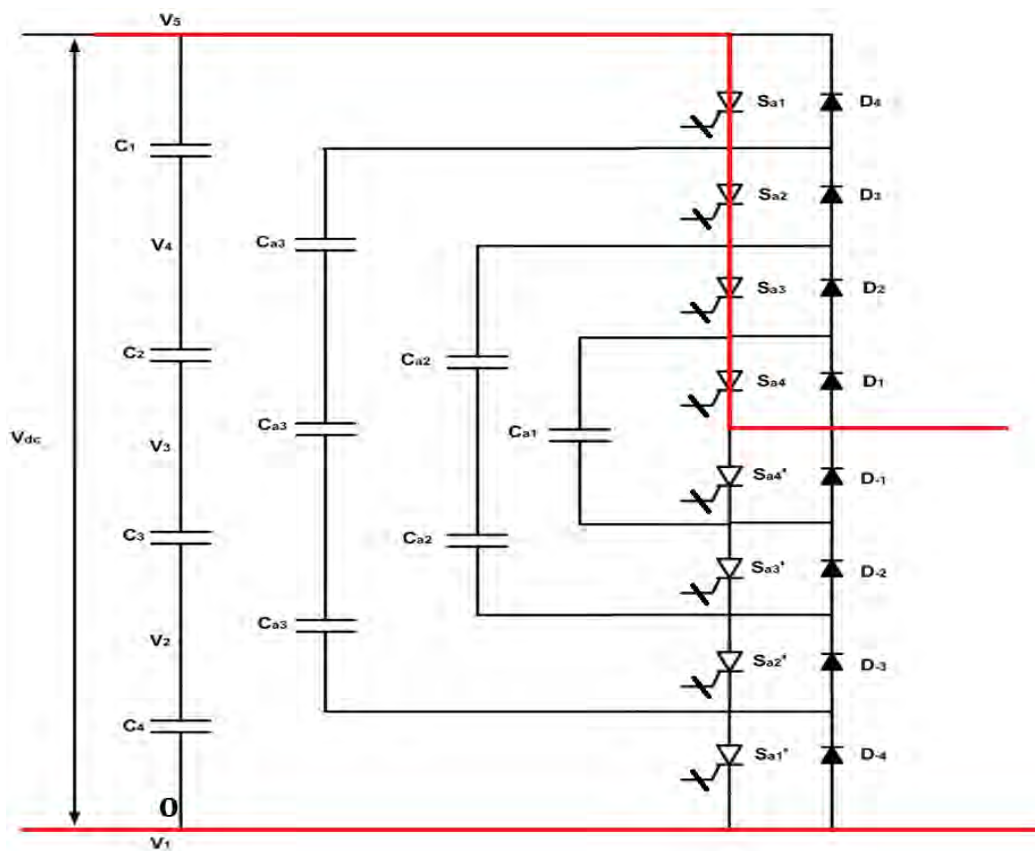 V5
Sa1
D4
C1
Sa2
D3
Ca3
V4
Sa3
D2
C2
Ca2
Sa4
D1
Vdc
V3
Ca3
Ca1
Sa4'
D-1
C3
Ca2
Sa3'
D-2
V2
Ca3
Sa2'
D-3
C4
Sa1'
D-4
O
V1